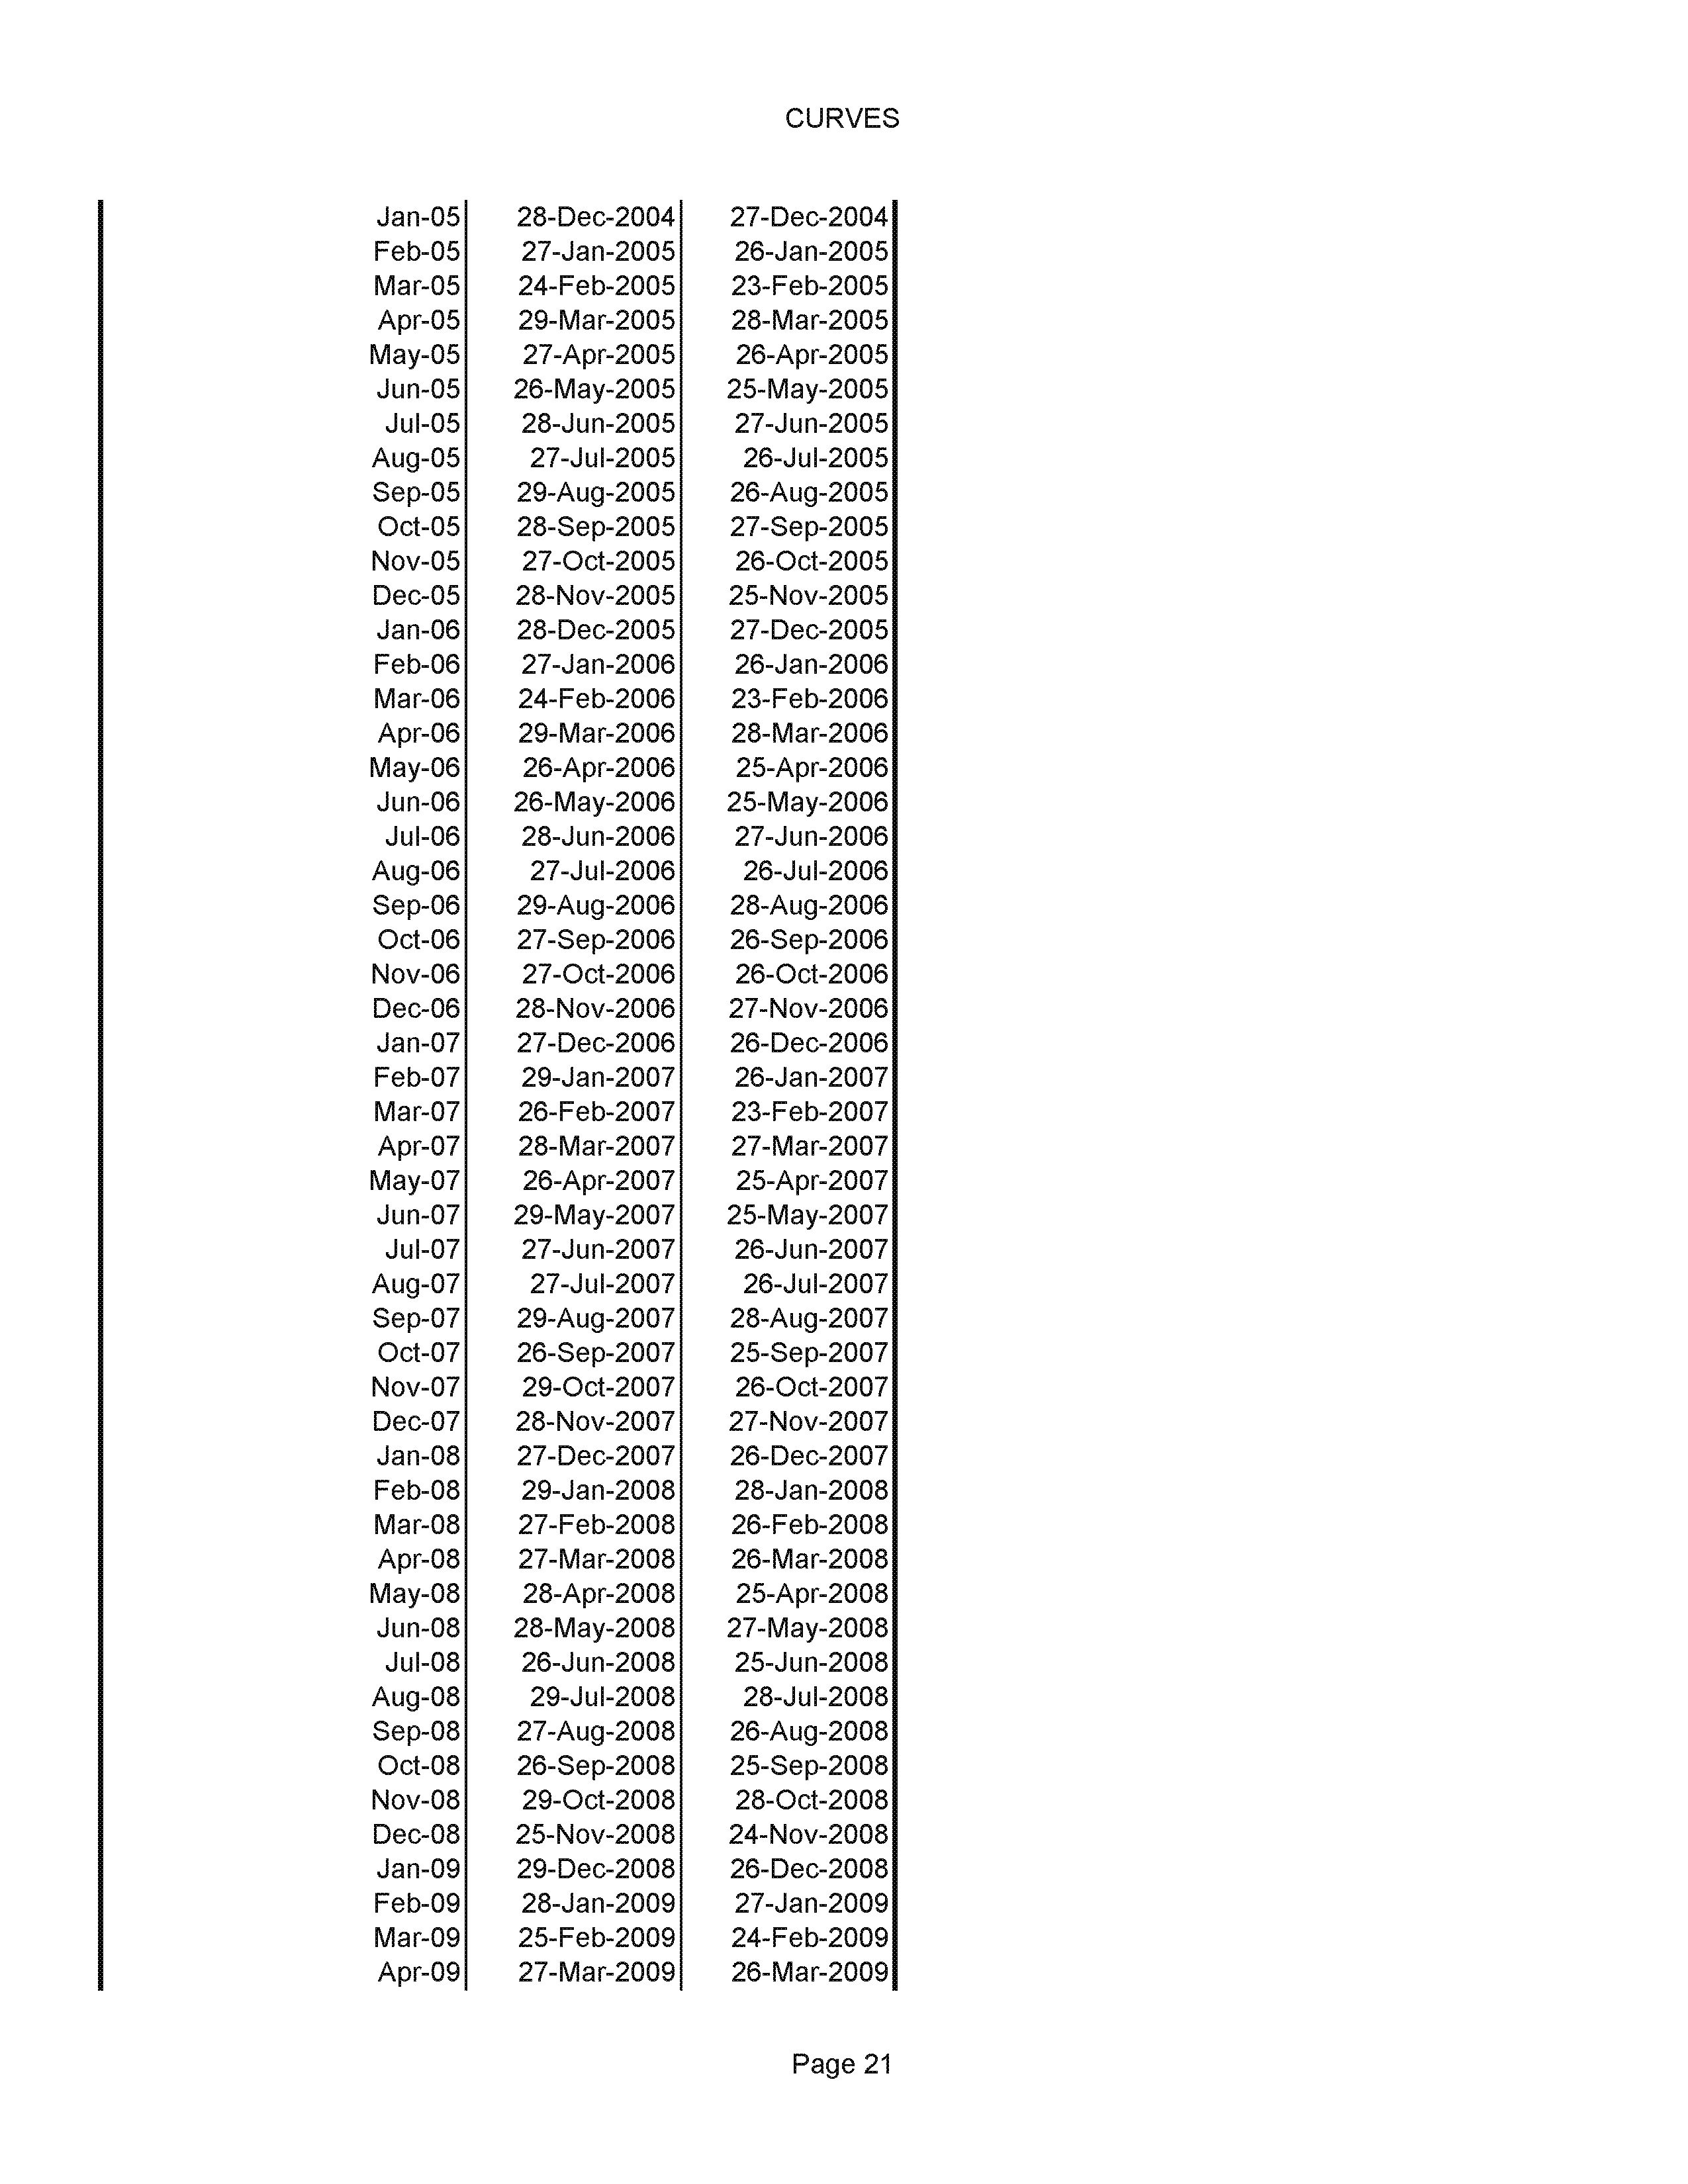 CURVES
Jan-05 28-Dec-2004 27-Dec-2004
Feb-05 27-Jan-2005 26-Jan-2005
Mar-05 24-Feb-2005 23-Feb-2005
Apr-05 29-Mar-2005 28-Mar-2005
May-05 27-Apr-2005 26-Apr-2005
Jun-05 26-May-2005 25-May-2005
Jul-05 28-Jun-2005 27-Jun-2005
Aug-05 27-Jul-2005 26-Jul-2005
Sep-05 29-Aug-2005 26-Aug-2005
Oct-05 28-Sep-2005 27-Sep-2005
Nov-05 27-Oct-2005 26-Oct-2005
Dec-05 28-Nov-2005 25-Nov-2005
Jan-06 28-Dec-2005 27-Dec-2005
Feb-06 27-Jan-2006 26-Jan-2006
Mar-06 24-Feb-2006 23-Feb-2006
Apr-06 29-Mar-2006 28-Mar-2006
May-06 26-Apr-2006 25-Apr-2006
Jun-06 26-May-2006 25-May-2006
Jul-06 28-Jun-2006 27-Jun-2006
Aug-06 27-Jul-2006 26-Jul-2006
Sep-06 29-Aug-2006 28-Aug-2006
Oct-06 27-Sep-2006 26-Sep-2006
Nov-06 27-Oct-2006 26-Oct-2006
Dec-06 28-Nov-2006 27-Nov-2006
Jan-07 27-Dec-2006 26-Dec-2006
Feb-07 29-Jan-2007 26-Jan-2007
Mar-07 26-Feb-2007 23-Feb-2007
Apr-07 28-Mar-2007 27-Mar-2007
May-07 26-Apr-2007 25-Apr-2007
Jun-07 29-May-2007 25-May-2007
Jul-07 27-Jun-2007 26-Jun-2007
Aug-07 27-Jul-2007 26-Jul-2007
Sep-07 29-Aug-2007 28-Aug-2007
Oct-07 26-Sep-2007 25-Sep-2007
Nov-07 29-Oct-2007 26-Oct-2007
Dec-07 28-Nov-2007 27-Nov-2007
Jan-08 27-Dec-2007 26-Dec-2007
Feb-08 29-Jan-2008 28-Jan-2008
Mar-08 27-Feb-2008 26-Feb-2008
Apr-08 27-Mar-2008 26-Mar-2008
May-08 28-Apr-2008 25-Apr-2008
Jun-08 28-May-2008 27-May-2008
Jul-08 26-Jun-2008 25-Jun-2008
Aug-08 29-Jul-2008 28-Jul-2008
Sep-08 27-Aug-2008 26-Aug-2008
Oct-08 26-Sep-2008 25-Sep-2008
Nov-08 29-Oct-2008 28-Oct-2008
Dec-08 25-Nov-2008 24-Nov-2008
Jan-09 29-Dec-2008 26-Dec-2008
Feb-09 28-Jan-2009 27-Jan-2009
Mar-09 25-Feb-2009 24-Feb-2009
Apr-09 27-Mar-2009 26-Mar-2009
Page 21